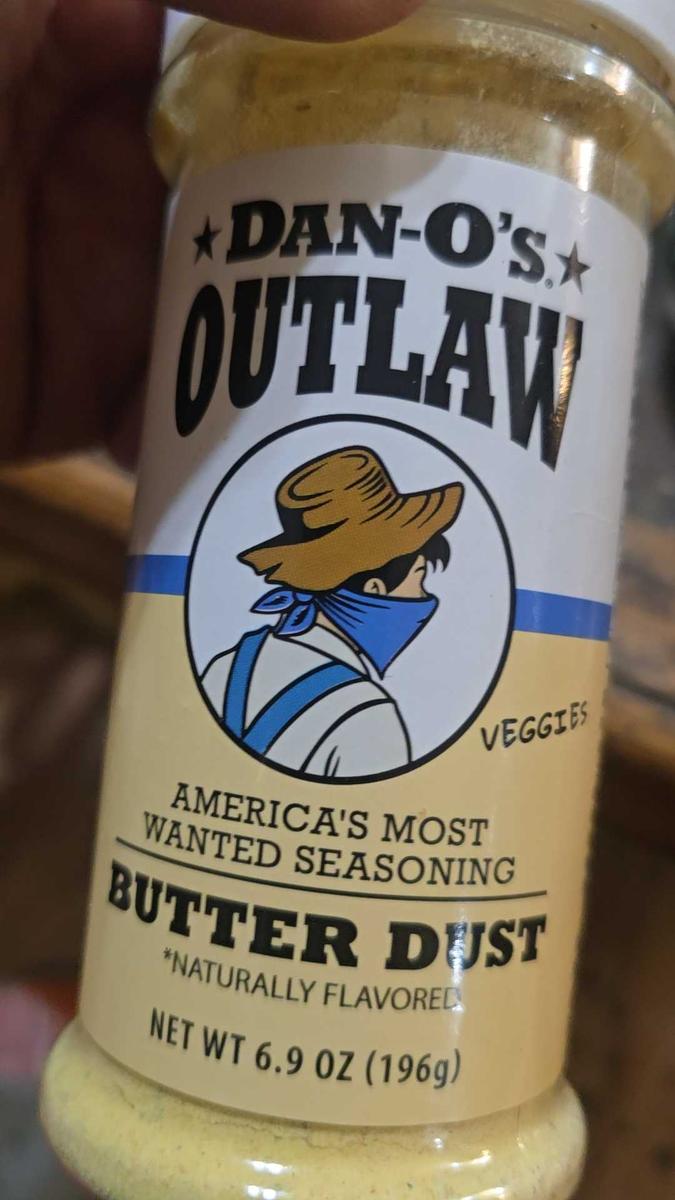 ★DAN-O'S®★
OUTLAW
VEGGIES
AMERICA'S MOST
WANTED SEASONING
BUTTER DUST
*NATURALLY FLAVORED
NET WT 6.9 OZ (196g)